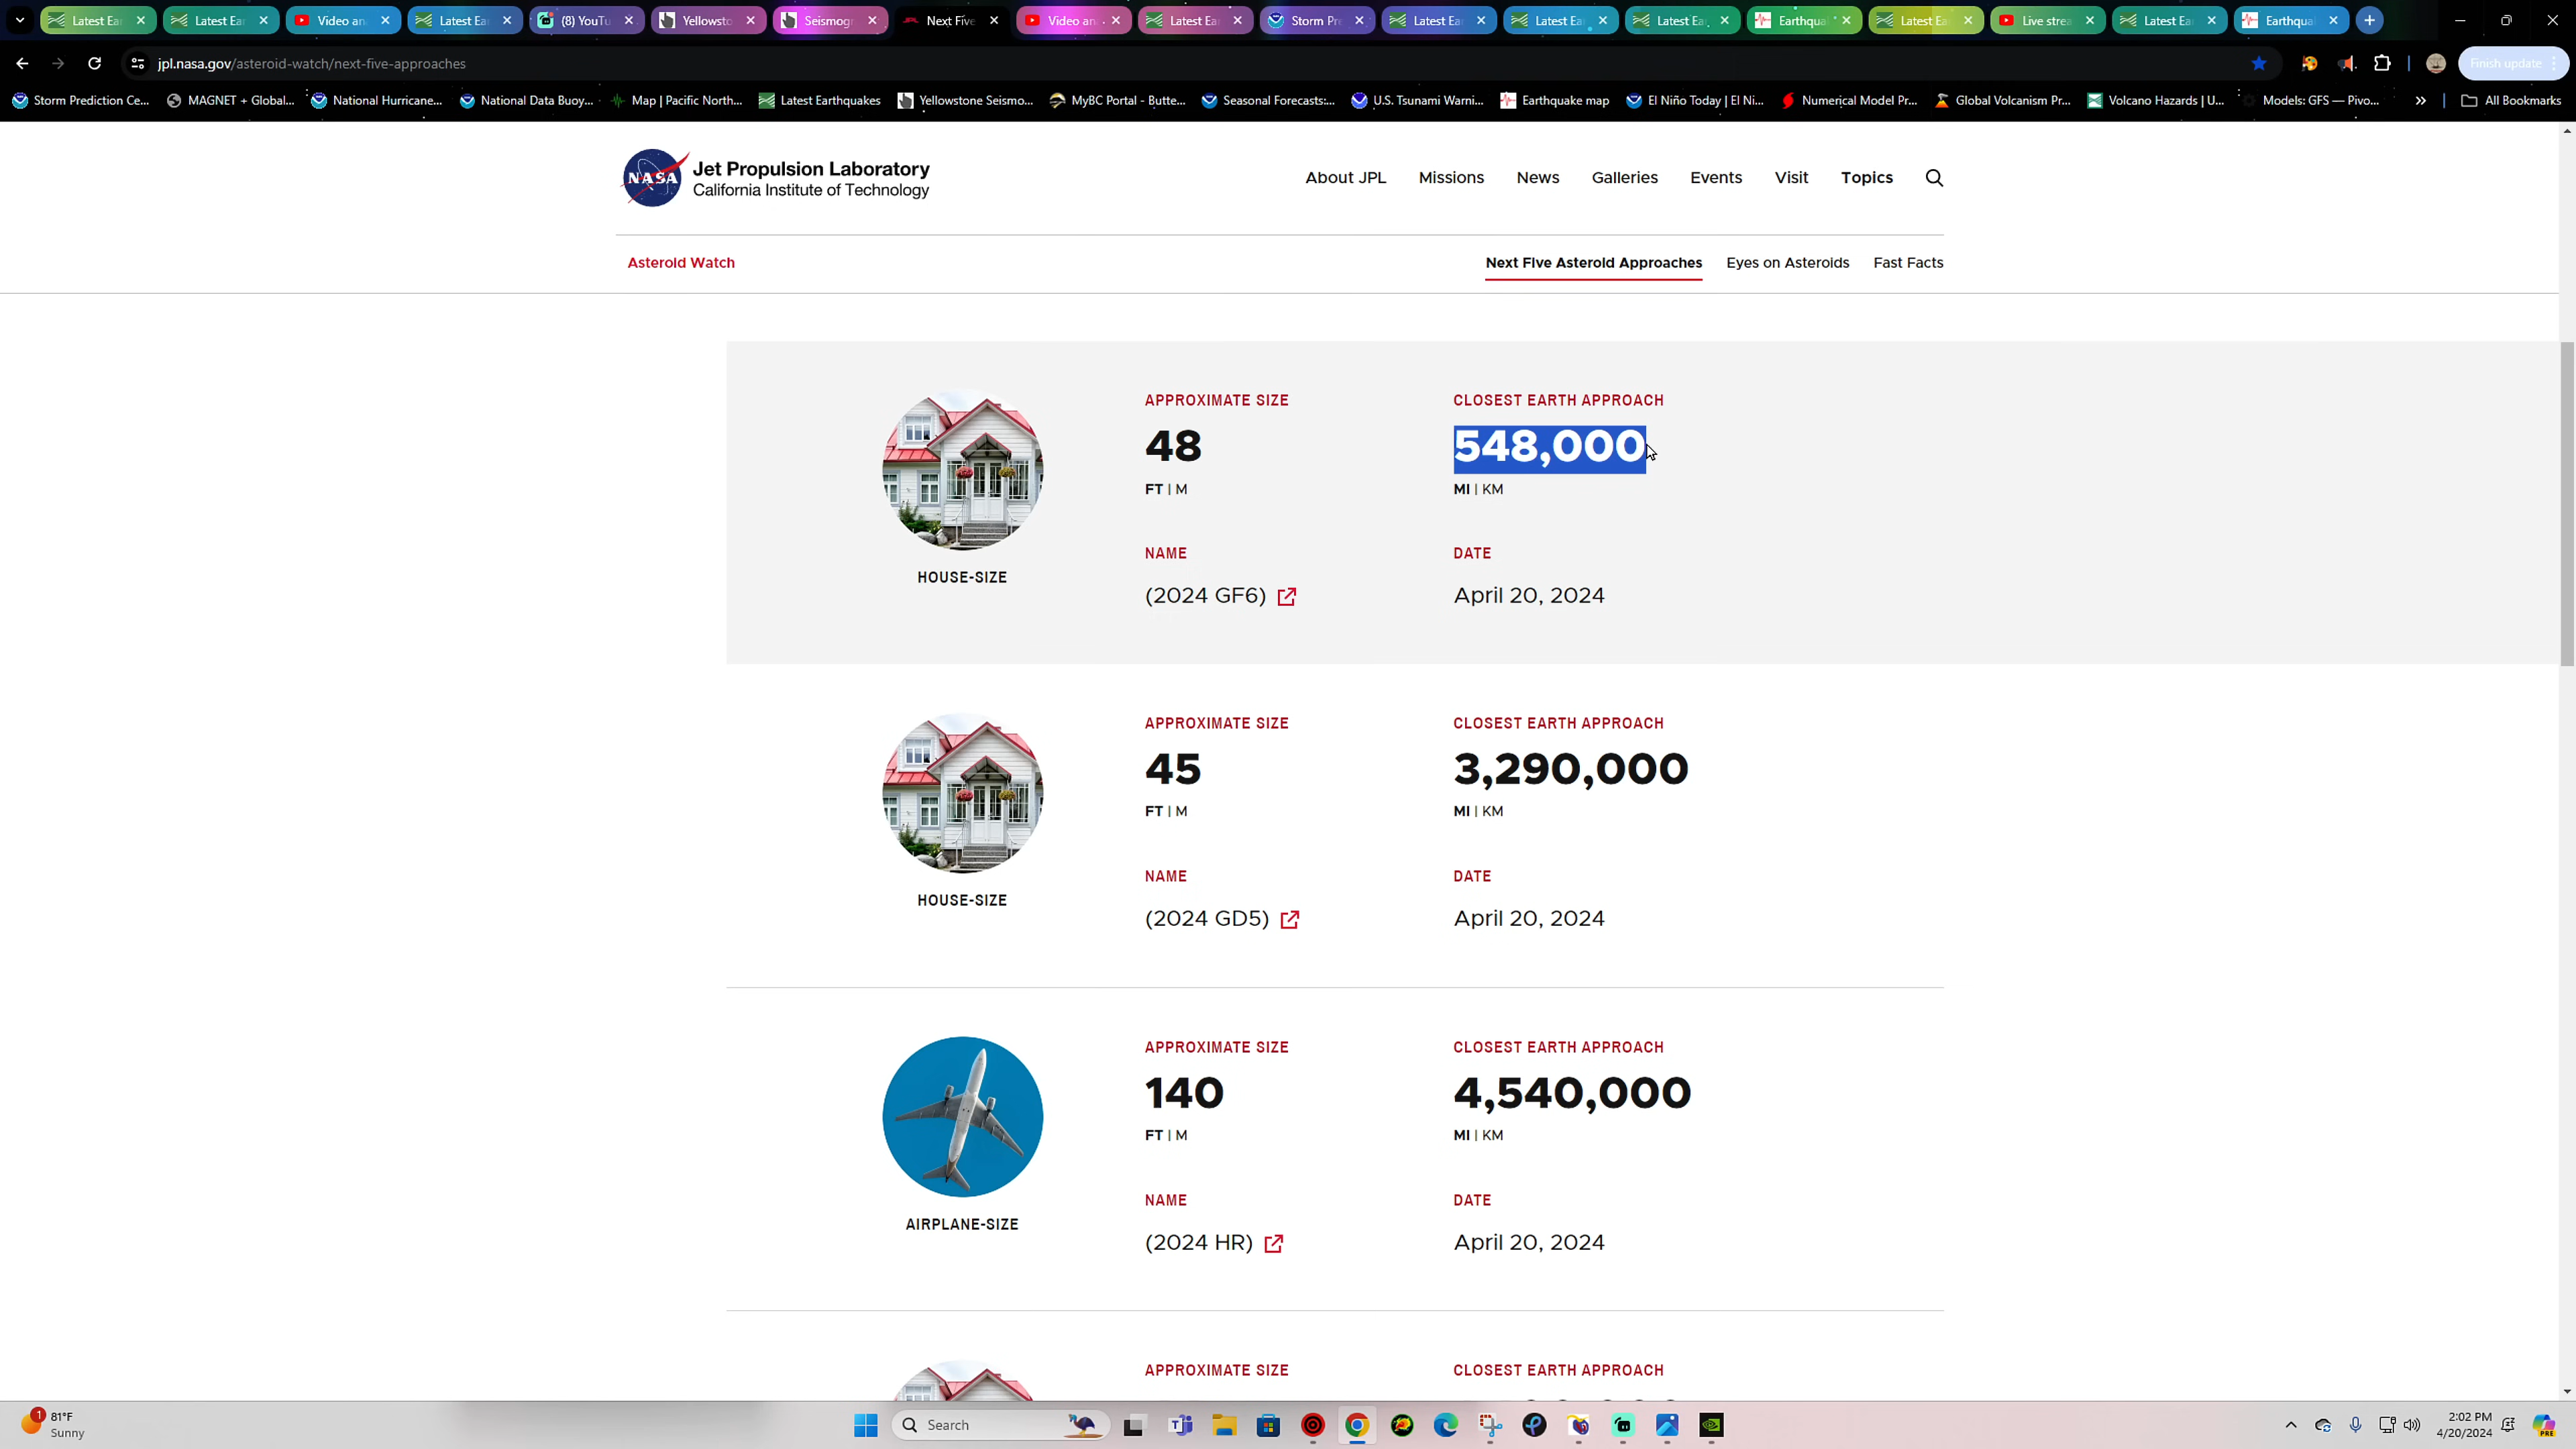 Latest Ear
Latest Ear
Video an
Latest Ea
(8) YouTu
Yellowsto
Seismogr
Next Five
Video and
Latest Ea
Storm Pre
Latest Ea
Latest Ea
Latest Ea
Earthqua
Latest E
Live strea
Latest Ea
Earthqua
jpl.nasa.gov/asteroid-watch/next-five-approaches
Finish update
Storm Prediction Ce...
MAGNET + Global...
National Hurricane...
National Data Buoy...
Map | Pacific North...
Latest Earthquakes
Yellowstone Seismo...
MyBC Portal - Butte...
Seasonal Forecasts:...
U.S. Tsunami Warni...
Earthquake map
El Niño Today | El Ni...
Numerical Model Pr...
Global Volcanism Pr...
Volcano Hazards | U...
Models: GFS — Pivo...
All Bookmarks
NASA
Jet Propulsion Laboratory
California Institute of Technology
About JPL
Missions
News
Galleries
Events
Visit
Topics
Asteroid Watch
Next Five Asteroid Approaches
Eyes on Asteroids
Fast Facts
APPROXIMATE SIZE
CLOSEST EARTH APPROACH
48
548,000
FT | M
MI | KM
NAME
DATE
HOUSE-SIZE
(2024 GF6)
April 20, 2024
APPROXIMATE SIZE
CLOSEST EARTH APPROACH
45
3,290,000
FT | M
MI | KM
NAME
DATE
HOUSE-SIZE
(2024 GD5)
April 20, 2024
APPROXIMATE SIZE
CLOSEST EARTH APPROACH
140
4,540,000
FT | M
MI | KM
NAME
DATE
AIRPLANE-SIZE
(2024 HR)
April 20, 2024
APPROXIMATE SIZE
CLOSEST EARTH APPROACH
1
81°F
Sunny
Search
2:02 PM
4/20/2024
PRE